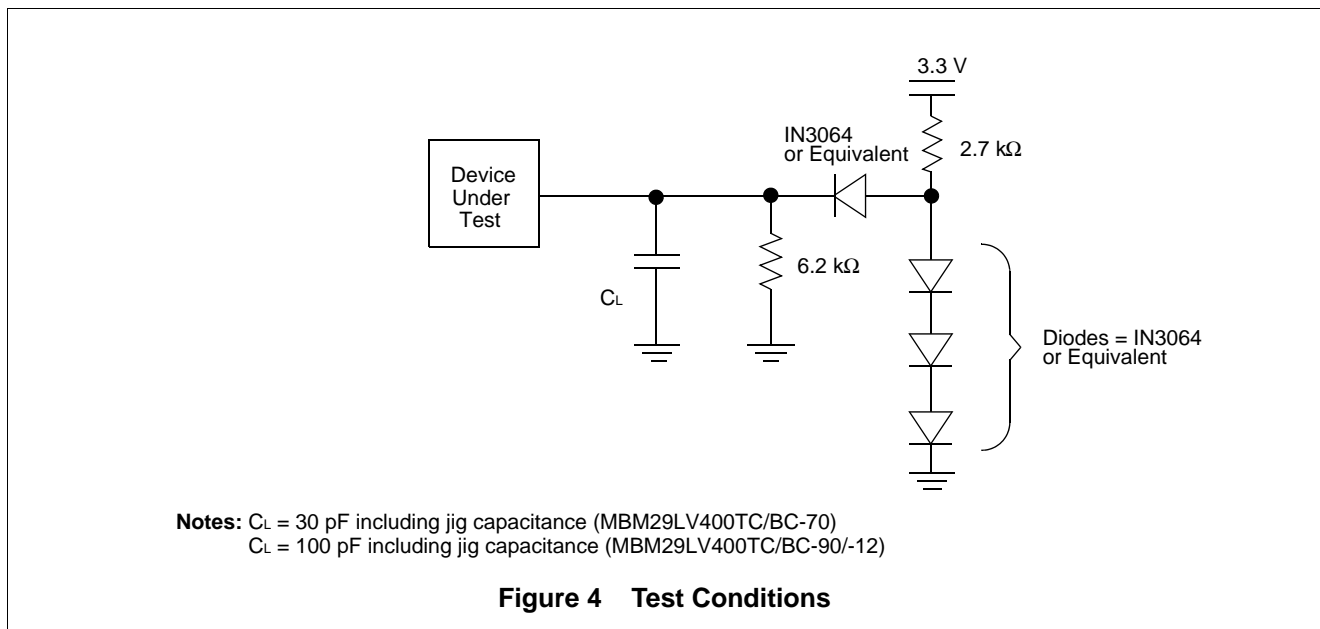 3.3 V
IN3064
or Equivalent
2.7 kΩ
Device
Under
Test
6.2 kΩ
CL
Diodes = IN3064
or Equivalent
Notes: CL = 30 pF including jig capacitance (MBM29LV400TC/BC-70)
CL = 100 pF including jig capacitance (MBM29LV400TC/BC-90/-12)
Figure 4 Test Conditions